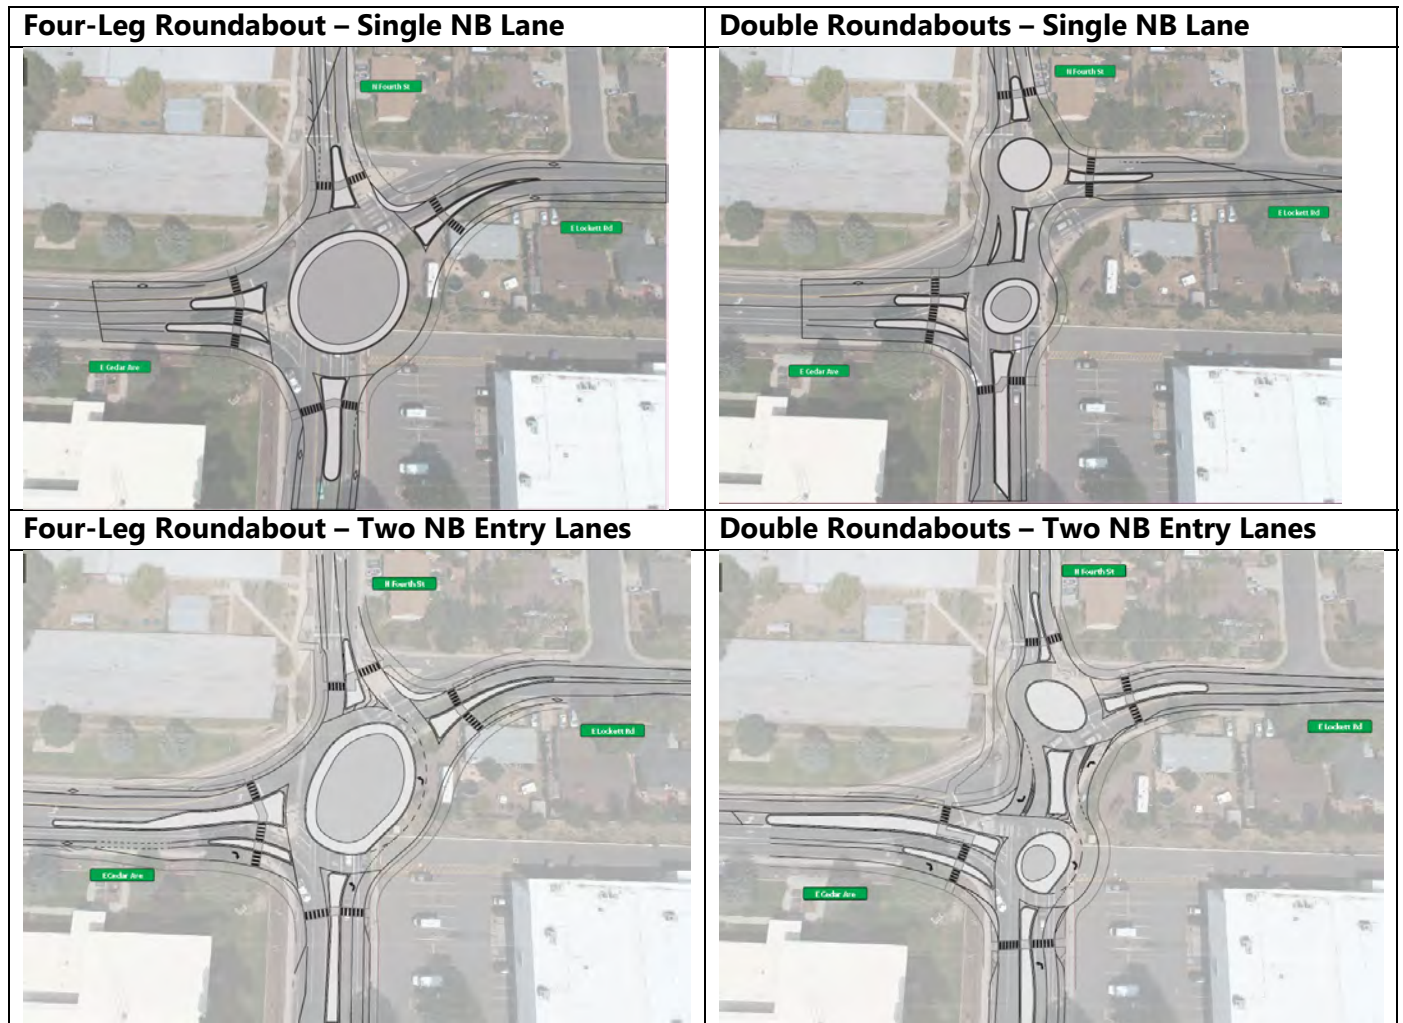 Four-Leg Roundabout – Single NB Lane
Double Roundabouts – Single NB Lane
N Fourth St
E Lockett Rd
E Cedar Ave
N Fourth St
E Lockett Rd
E Cedar Ave
Four-Leg Roundabout – Two NB Entry Lanes
Double Roundabouts – Two NB Entry Lanes
N Fourth St
E Lockett Rd
E Cedar Ave
N Fourth St
E Lockett Rd
E Cedar Ave